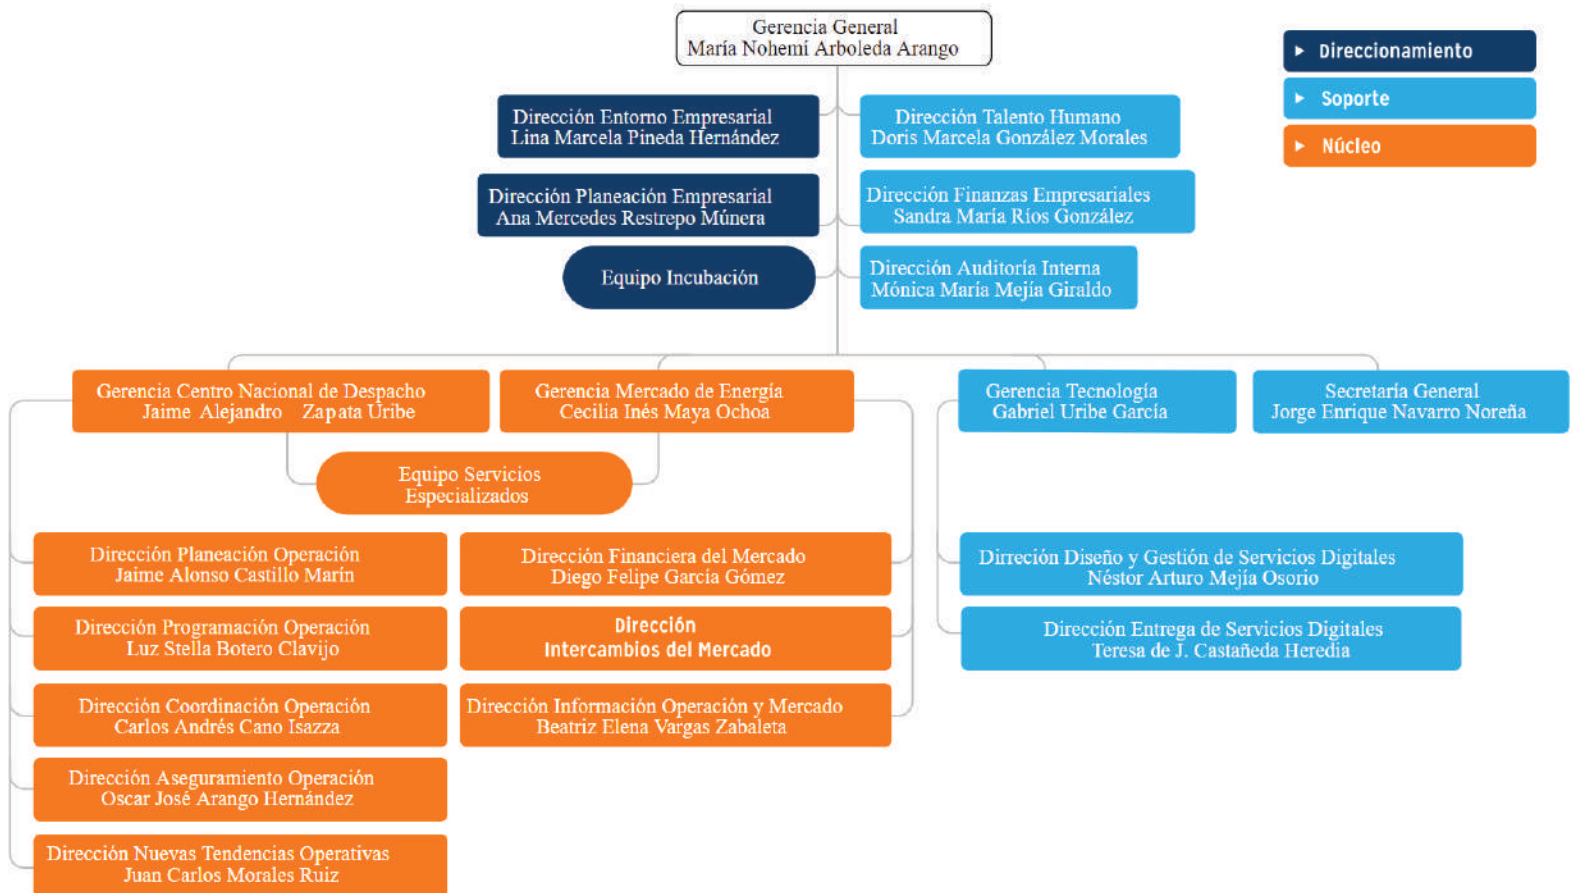 Gerencia General
María Nohemí Arboleda Arango
Direccionamiento
Soporte
Núcleo
Dirección Entorno Empresarial
Lina Marcela Pineda Hernández
Dirección Talento Humano
Doris Marcela González Morales
Dirección Planeación Empresarial
Ana Mercedes Restrepo Múnera
Dirección Finanzas Empresariales
Sandra María Ríos González
Equipo Incubación
Dirección Auditoría Interna
Mónica María Mejía Giraldo
Gerencia Centro Nacional de Despacho
Jaime Alejandro Zapata Uribe
Gerencia Mercado de Energía
Cecilia Inés Maya Ochoa
Gerencia Tecnología
Gabriel Uribe García
Secretaría General
Jorge Enrique Navarro Noreña
Equipo Servicios
Especializados
Dirección Planeación Operación
Jaime Alonso Castillo Marín
Dirección Financiera del Mercado
Diego Felipe García Gómez
Dirreción Diseño y Gestión de Servicios Digitales
Néstor Arturo Mejía Osorio
Dirección Programación Operación
Luz Stella Botero Clavijo
Dirección
Intercambios del Mercado
Dirección Entrega de Servicios Digitales
Teresa de J. Castañeda Heredia
Dirección Coordinación Operación
Carlos Andrés Cano Isazza
Dirección Información Operación y Mercado
Beatriz Elena Vargas Zabaleta
Dirección Aseguramiento Operación
Oscar José Arango Hernández
Dirección Nuevas Tendencias Operativas
Juan Carlos Morales Ruiz